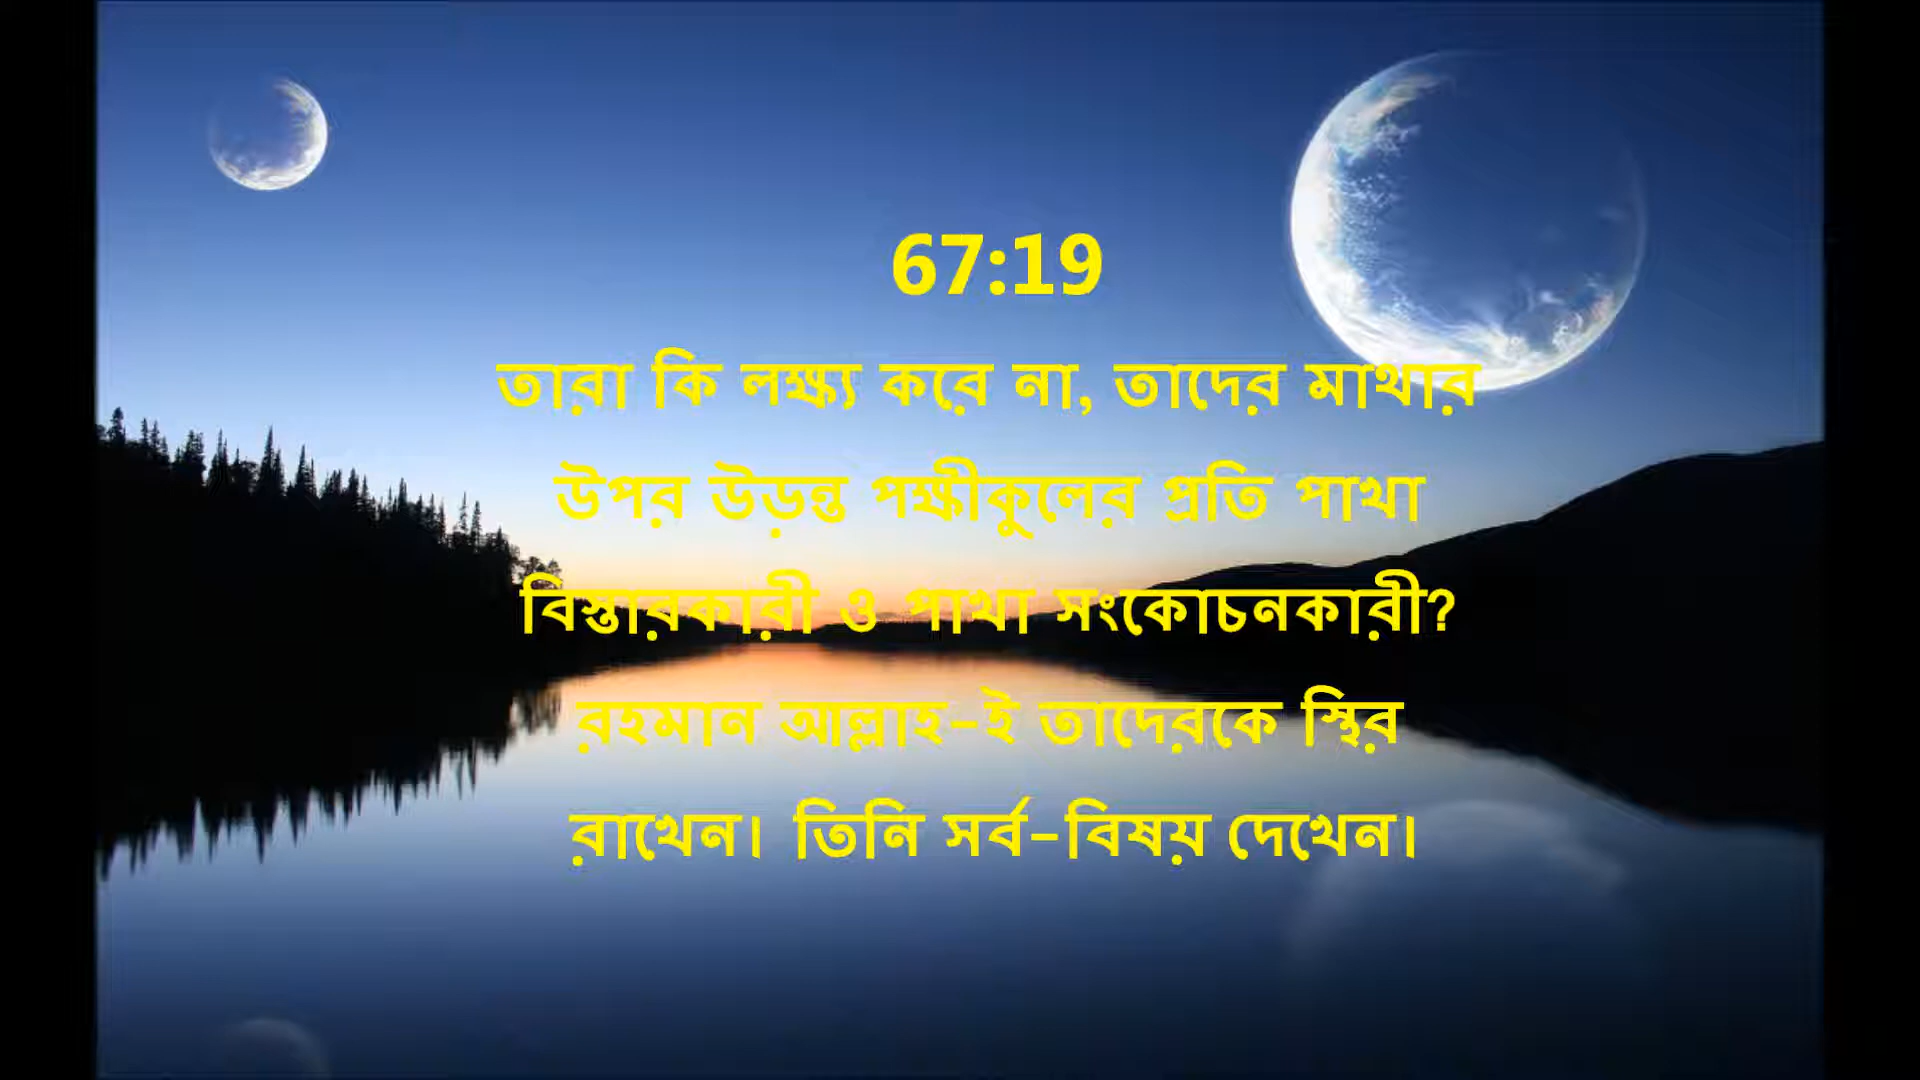 67:19
তারা কি লক্ষ্য করে না, তাদের মাথার
উপর উড়ন্ত পক্ষীকুলের প্রতি পাখা
বিস্তারকারী ও পাখা সংকোচনকারী?
রহমান আল্লাহ-ই তাদেরকে স্থির
রাখেন। তিনি সর্ব-বিষয় দেখেন।